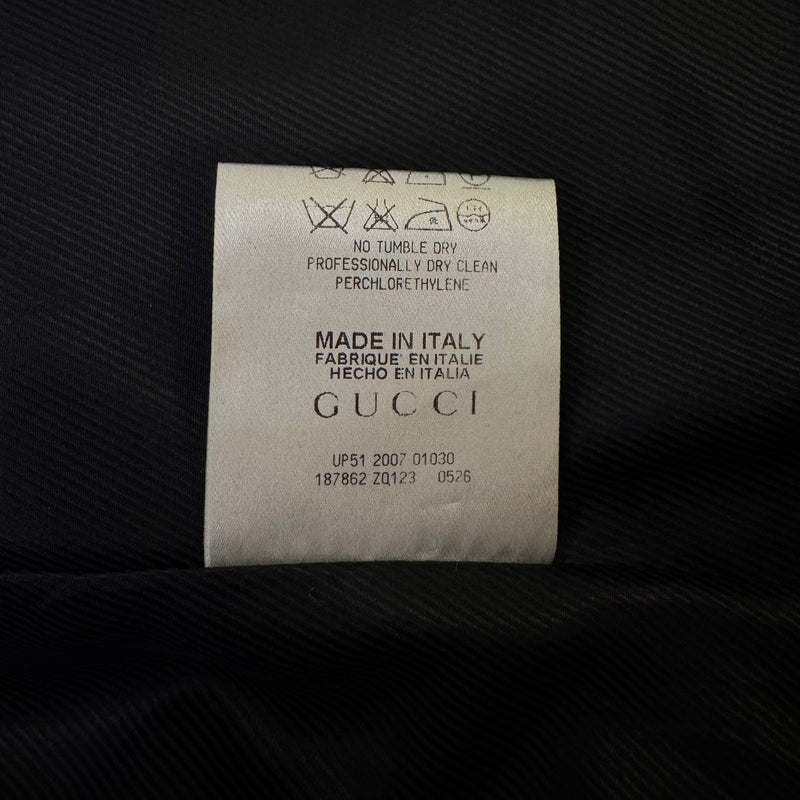 NO TUMBLE DRY
PROFESSIONALLY DRY CLEAN
PERCHLORETHYLENE
MADE IN ITALY
FABRIQUE' EN ITALIE
HECHO EN ITALIA
GUCCI
UP51 2007 01030
187862 ZQ123 0526